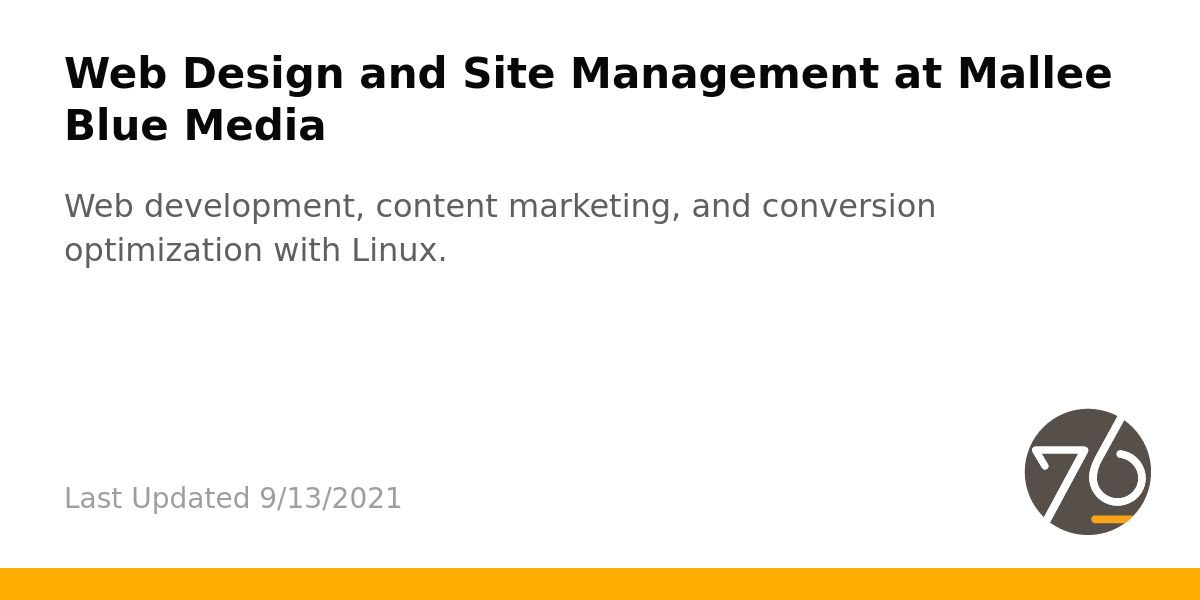 Web Design and Site Management at Mallee
Blue Media
Web development, content marketing, and conversion
optimization with Linux.
Last Updated 9/13/2021
76